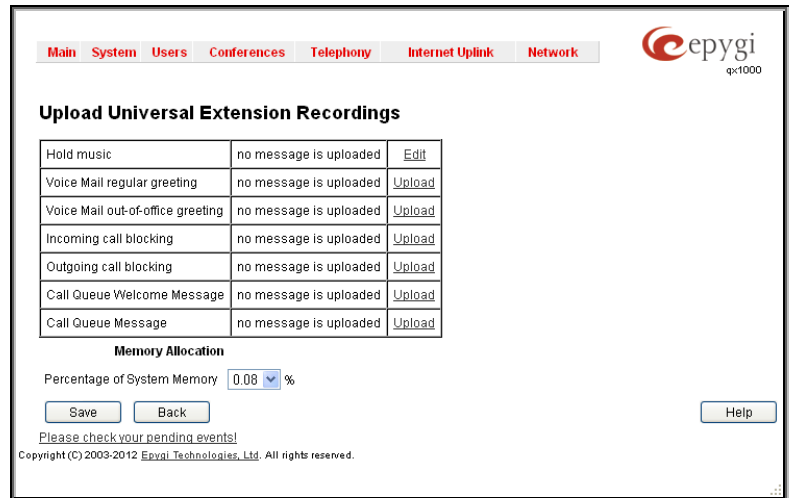 epygi
qx1000
Main System Users Conferences Telephony Internet Uplink Network
Upload Universal Extension Recordings
Hold music no message is uploaded Edit
Voice Mail regular greeting no message is uploaded Upload
Voice Mail out-of-office greeting no message is uploaded Upload
Incoming call blocking no message is uploaded Upload
Outgoing call blocking no message is uploaded Upload
Call Queue Welcome Message no message is uploaded Upload
Call Queue Message no message is uploaded Upload
Memory Allocation
Percentage of System Memory 0.08 %
Save Back Help
Please check your pending events!
Copyright (C) 2003-2012 Epygi Technologies, Ltd. All rights reserved.